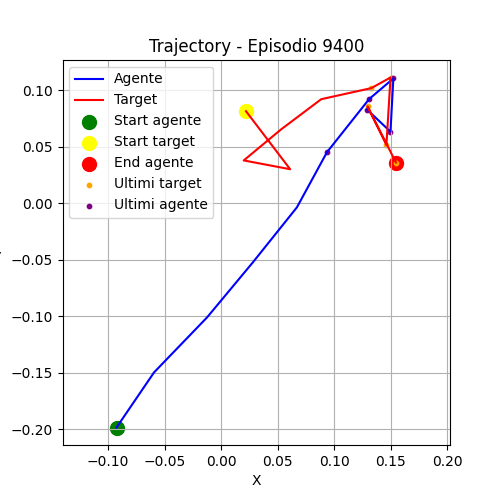 Trajectory - Episodio 9400
Agente
Target
Start agente
Start target
End agente
Ultimi target
Ultimi agente
0.10
0.05
0.00
−0.05
−0.10
−0.15
−0.20
−0.10
−0.05
0.00
0.05
0.10
0.15
0.20
X